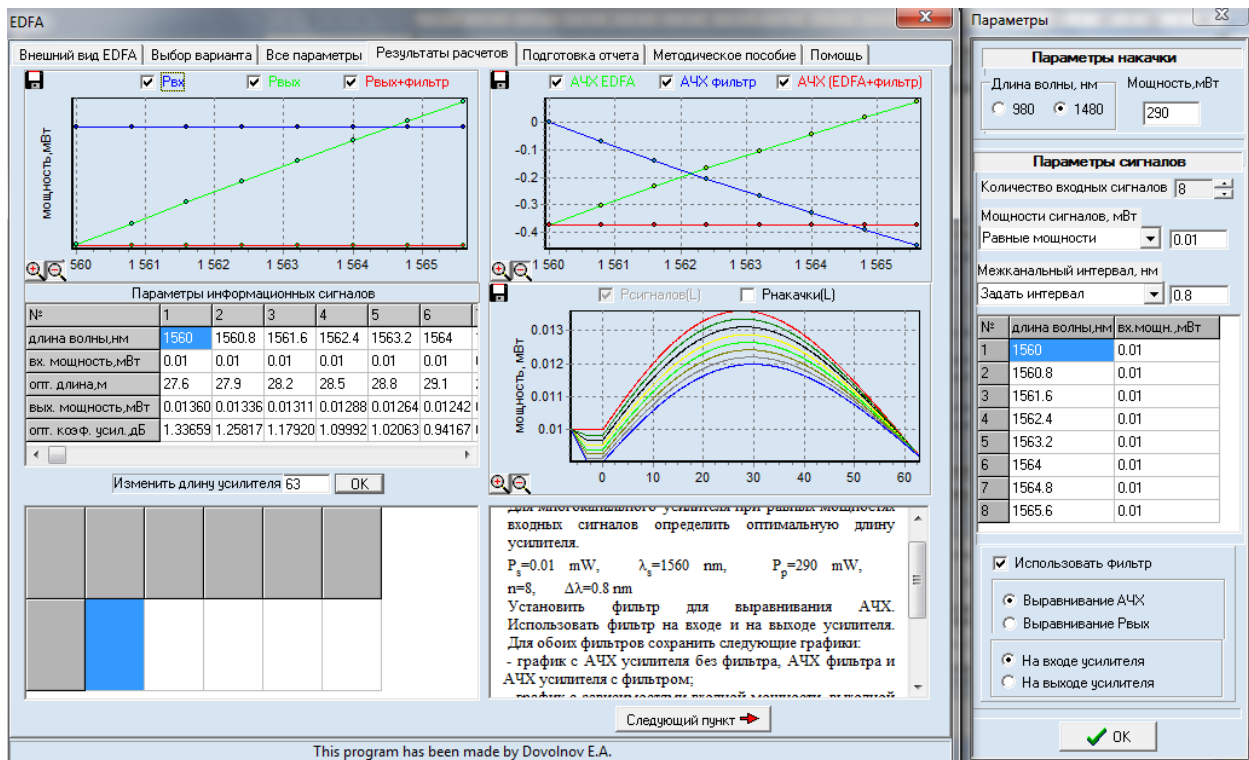 EDFA
Внешний вид EDFA Выбор варианта Все параметры Результаты расчетов Подготовка отчета Методическое пособие Помощь
Pвх Pвых Pвых+фильтр
мощность,мВт
560 1 561 1 562 1 563 1 564 1 565
АЧХ EDFA АЧХ фильтр АЧХ (EDFA+фильтр)
0
-0.1
-0.2
-0.3
-0.4
1 560 1 561 1 562 1 563 1 564 1 565
Параметры информационных сигналов
№ 1 2 3 4 5 6
длина волны,нм 1560 1560.8 1561.6 1562.4 1563.2 1564
вх. мощность,мВт 0.01 0.01 0.01 0.01 0.01 0.01
опт. длина,м 27.6 27.9 28.2 28.5 28.8 29.1
вых. мощность,мВт 0.01360 0.01336 0.01311 0.01288 0.01264 0.01242
опт. коэф. усил.,дБ 1.33659 1.25817 1.17920 1.09992 1.02063 0.94167
Изменить длину усилителя 63 OK
Pсигналов(L) Pнакачки(L)
мощность, мВт
0.013
0.012
0.011
0.01
0 10 20 30 40 50 60
Для многоканального усилителя при равных мощностях
входных сигналов определить оптимальную длину
усилителя.
Ps=0.01 mW, λs=1560 nm, Pp=290 mW,
n=8, Δλ=0.8 nm
Установить фильтр для выравнивания АЧХ.
Использовать фильтр на входе и на выходе усилителя.
Для обоих фильтров сохранить следующие графики:
- график с АЧХ усилителя без фильтра, АЧХ фильтра и
АЧХ усилителя с фильтром;
- график с зависимостями входной мощности, выходной
Следующий пункт
This program has been made by Dovolnov E.A.
Параметры
Параметры накачки
Длина волны, нм Мощность,мВт
980 1480 290
Параметры сигналов
Количество входных сигналов 8
Мощности сигналов, мВт
Равные мощности 0.01
Межканальный интервал, нм
Задать интервал 0.8
№ длина волны,нм вх.мощн.,мВт
1 1560 0.01
2 1560.8 0.01
3 1561.6 0.01
4 1562.4 0.01
5 1563.2 0.01
6 1564 0.01
7 1564.8 0.01
8 1565.6 0.01
Использовать фильтр
Выравнивание АЧХ
Выравнивание Pвых
На входе усилителя
На выходе усилителя
OK